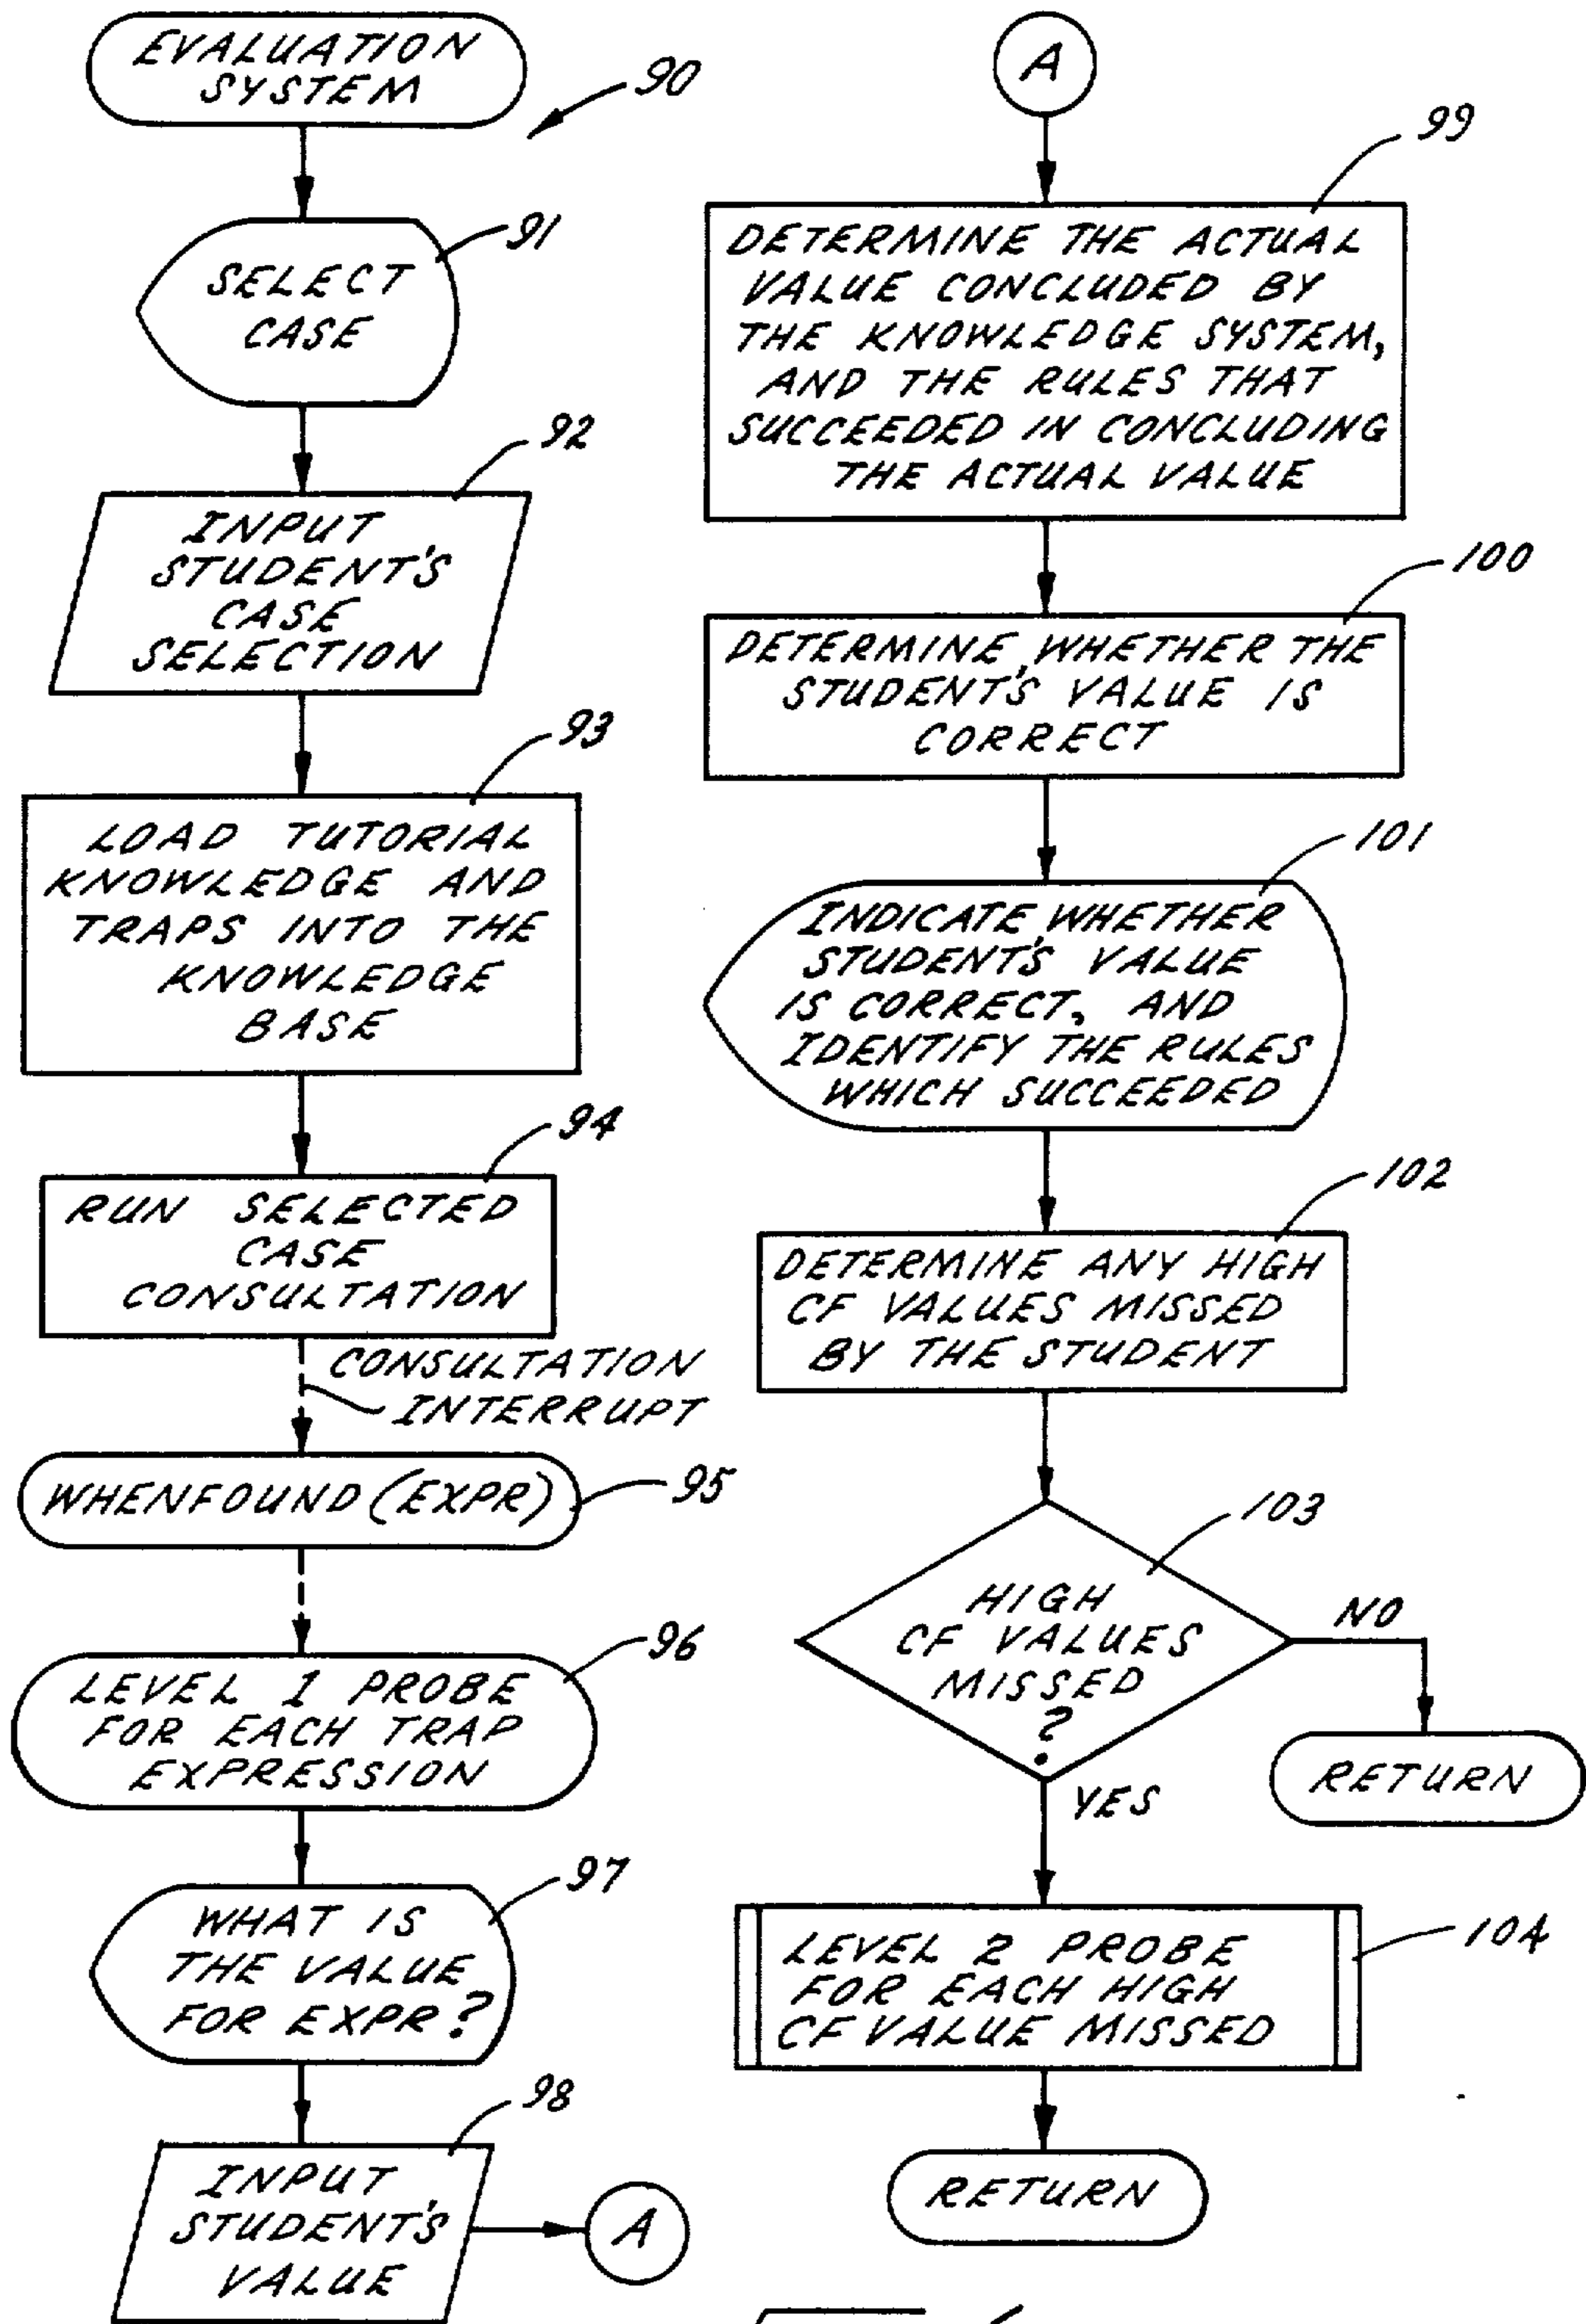 EVALUATION
SYSTEM
90
91
SELECT
CASE
92
INPUT
STUDENT'S
CASE
SELECTION
93
LOAD TUTORIAL
KNOWLEDGE AND
TRAPS INTO THE
KNOWLEDGE
BASE
94
RUN SELECTED
CASE
CONSULTATION
CONSULTATION
INTERRUPT
WHENFOUND (EXPR)
95
96
LEVEL 1 PROBE
FOR EACH TRAP
EXPRESSION
97
WHAT IS
THE VALUE
FOR EXPR?
98
INPUT
STUDENT'S
VALUE
A
A
99
DETERMINE THE ACTUAL
VALUE CONCLUDED BY
THE KNOWLEDGE SYSTEM,
AND THE RULES THAT
SUCCEEDED IN CONCLUDING
THE ACTUAL VALUE
100
DETERMINE WHETHER THE
STUDENT'S VALUE IS
CORRECT
101
INDICATE WHETHER
STUDENT'S VALUE
IS CORRECT, AND
IDENTIFY THE RULES
WHICH SUCCEEDED
102
DETERMINE ANY HIGH
CF VALUES MISSED
BY THE STUDENT
103
HIGH
CF VALUES
MISSED
?
NO
RETURN
YES
104
LEVEL 2 PROBE
FOR EACH HIGH
CF VALUE MISSED
RETURN